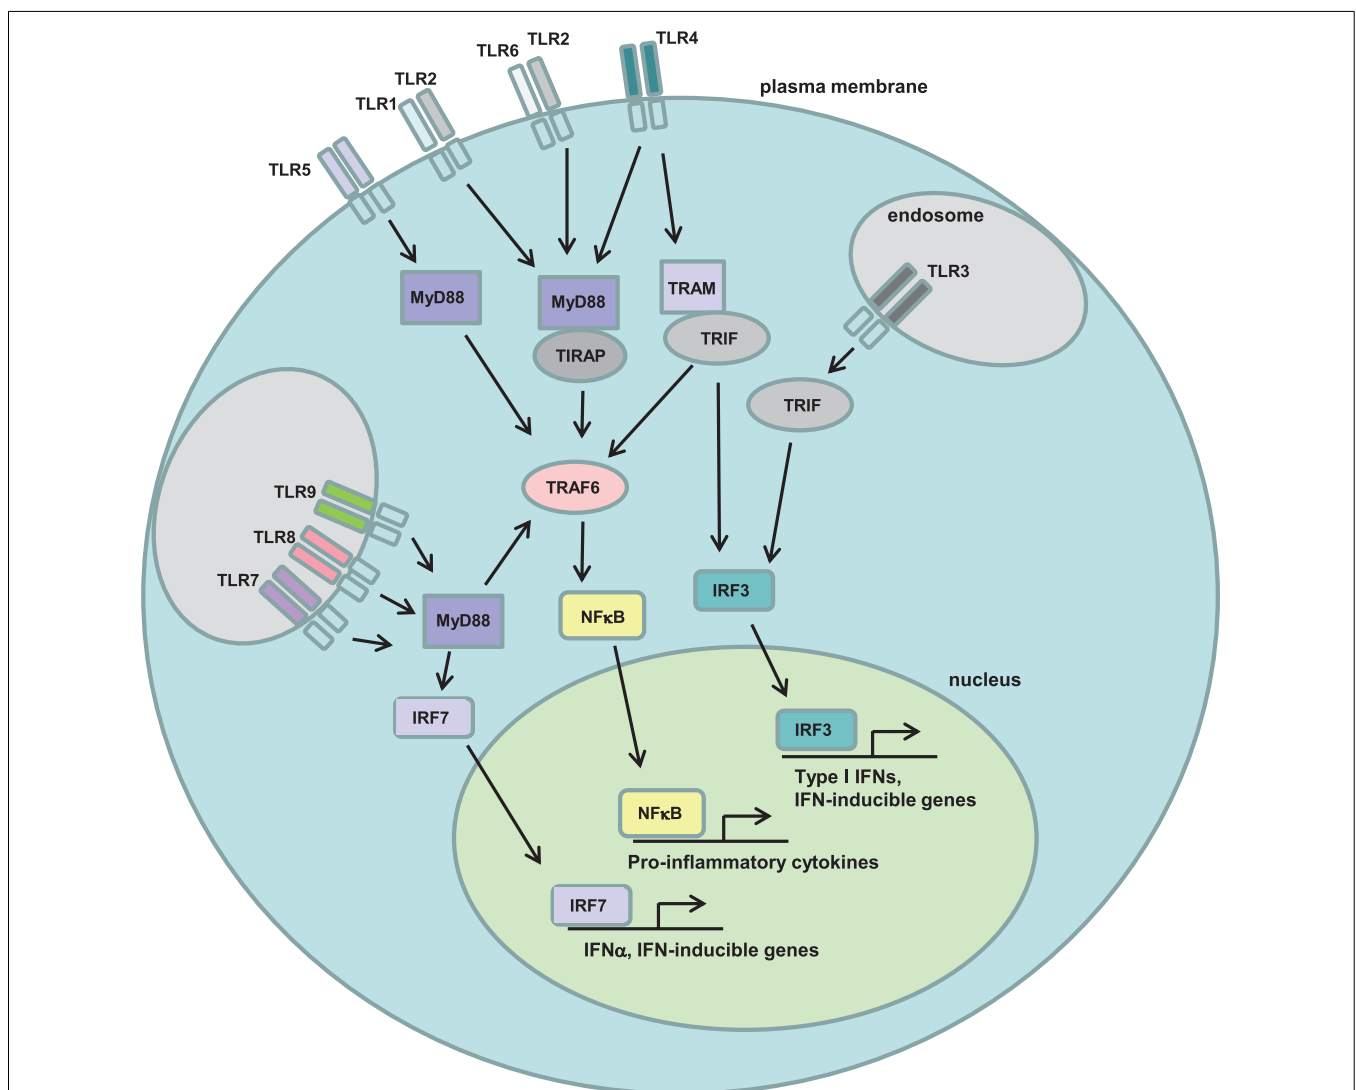 TLR4
TLR2
TLR6
TLR2
TLR1
plasma membrane
TLR5
endosome
TLR3
TRAM
MyD88
MyD88
TRIF
TIRAP
TRIF
TRAF6
TLR9
TLR8
TLR7
IRF3
NFκB
MyD88
nucleus
IRF7
IRF3
Type I IFNs,
IFN-inducible genes
NFκB
Pro-inflammatory cytokines
IRF7
IFNα, IFN-inducible genes